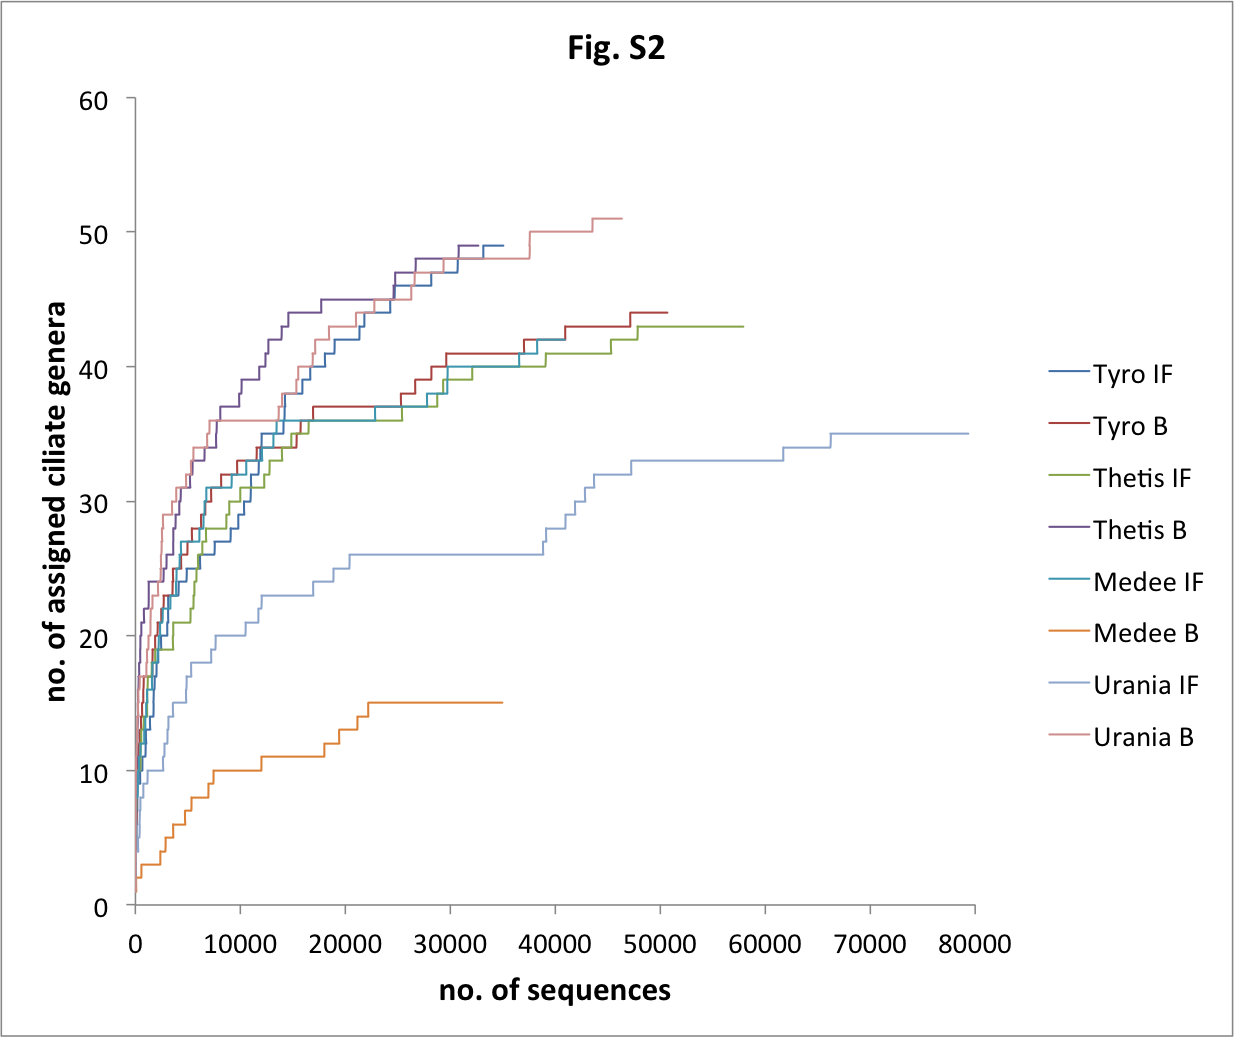 Fig. S2
60
50
40
30
20
10
0
no. of assigned ciliate genera
0 10000 20000 30000 40000 50000 60000 70000 80000
no. of sequences
Tyro IF
Tyro B
Thetis IF
Thetis B
Medee IF
Medee B
Urania IF
Urania B